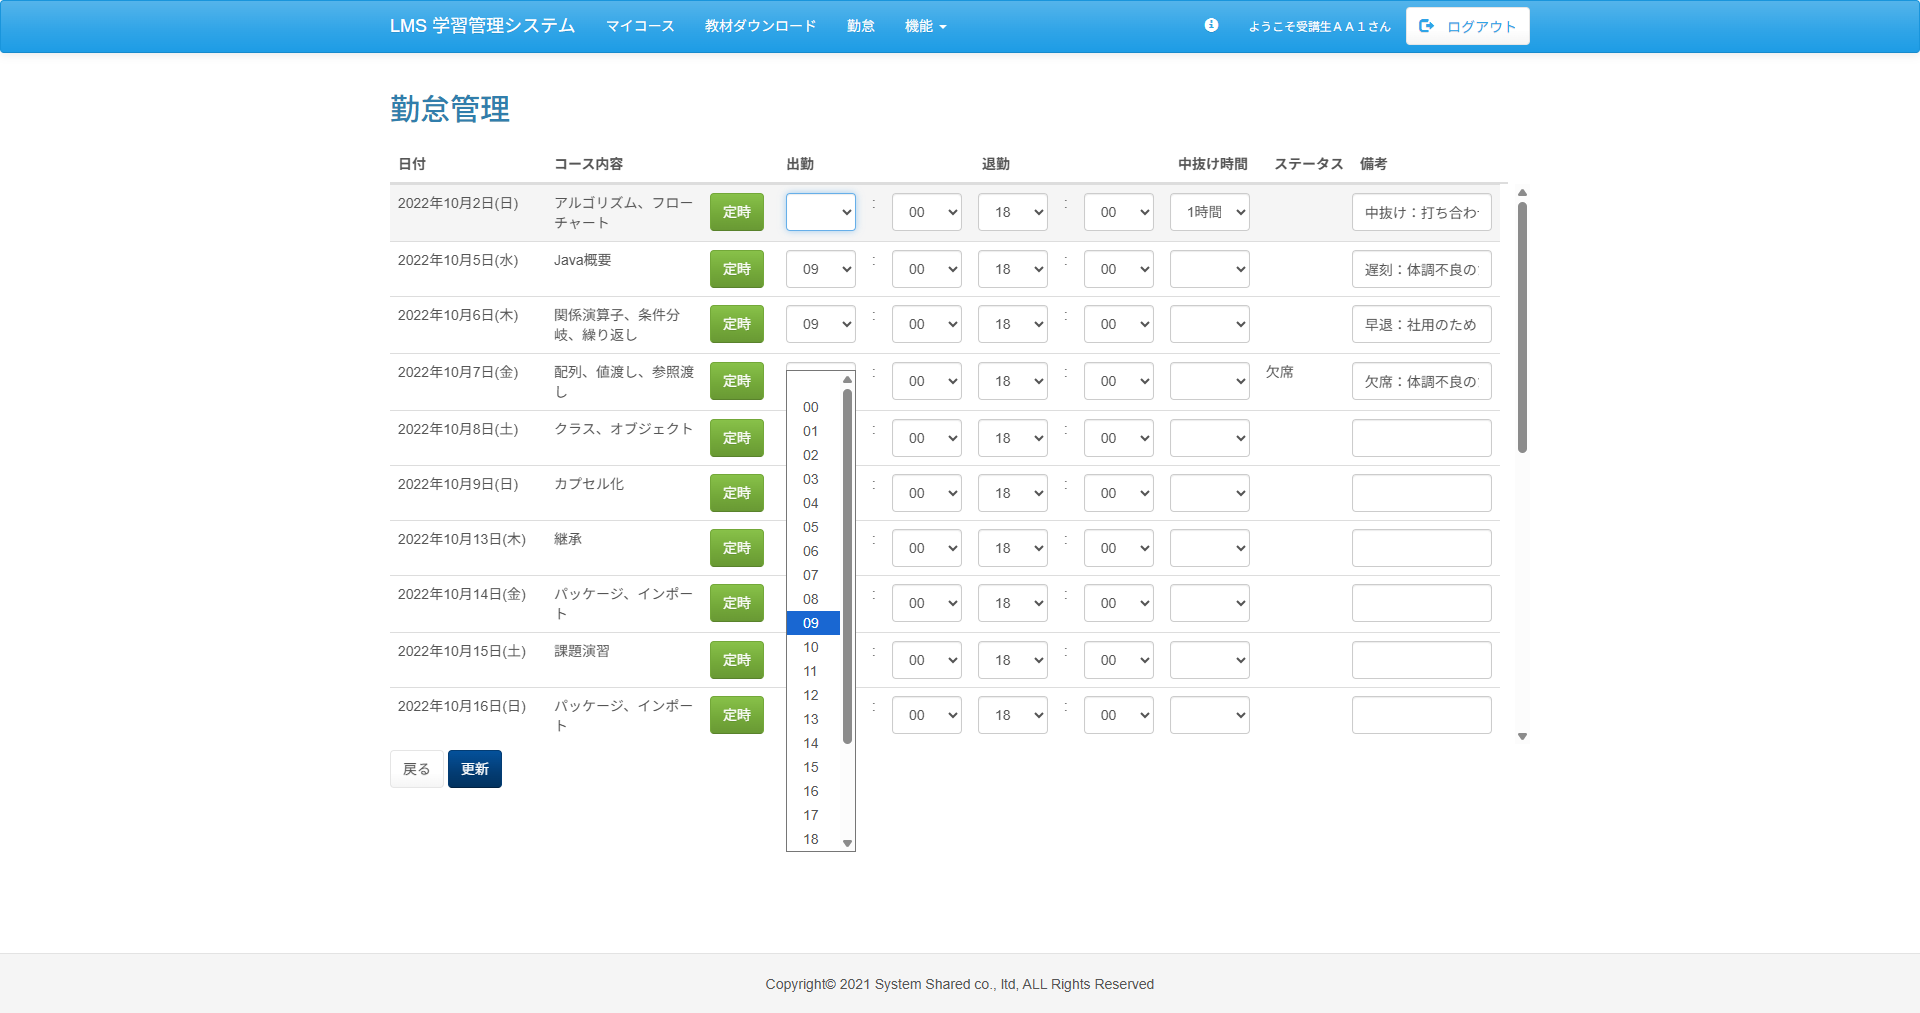 LMS 学習管理システム マイコース 教材ダウンロード 勤怠 機能 ようこそ受講生ＡＡ１さん ログアウト
勤怠管理
日付 コース内容 出勤 退勤 中抜け時間 ステータス 備考
2022年10月2日(日) アルゴリズム、フロー
チャート 定時 : 00 18 : 00 1時間 中抜け：打ち合わ
2022年10月5日(水) Java概要 定時 09 : 00 18 : 00 遅刻：体調不良の
2022年10月6日(木) 関係演算子、条件分
岐、繰り返し 定時 09 : 00 18 : 00 早退：社用のため
2022年10月7日(金) 配列、値渡し、参照渡
し 定時 : 00 18 : 00 欠席 欠席：体調不良の
2022年10月8日(土) クラス、オブジェクト 定時 : 00 18 : 00
2022年10月9日(日) カプセル化 定時 : 00 18 : 00
2022年10月13日(木) 継承 定時 : 00 18 : 00
2022年10月14日(金) パッケージ、インポー
ト 定時 : 00 18 : 00
2022年10月15日(土) 課題演習 定時 : 00 18 : 00
2022年10月16日(日) パッケージ、インポー
ト 定時 : 00 18 : 00
00
01
02
03
04
05
06
07
08
09
10
11
12
13
14
15
16
17
18
戻る 更新
Copyright© 2021 System Shared co., ltd, ALL Rights Reserved